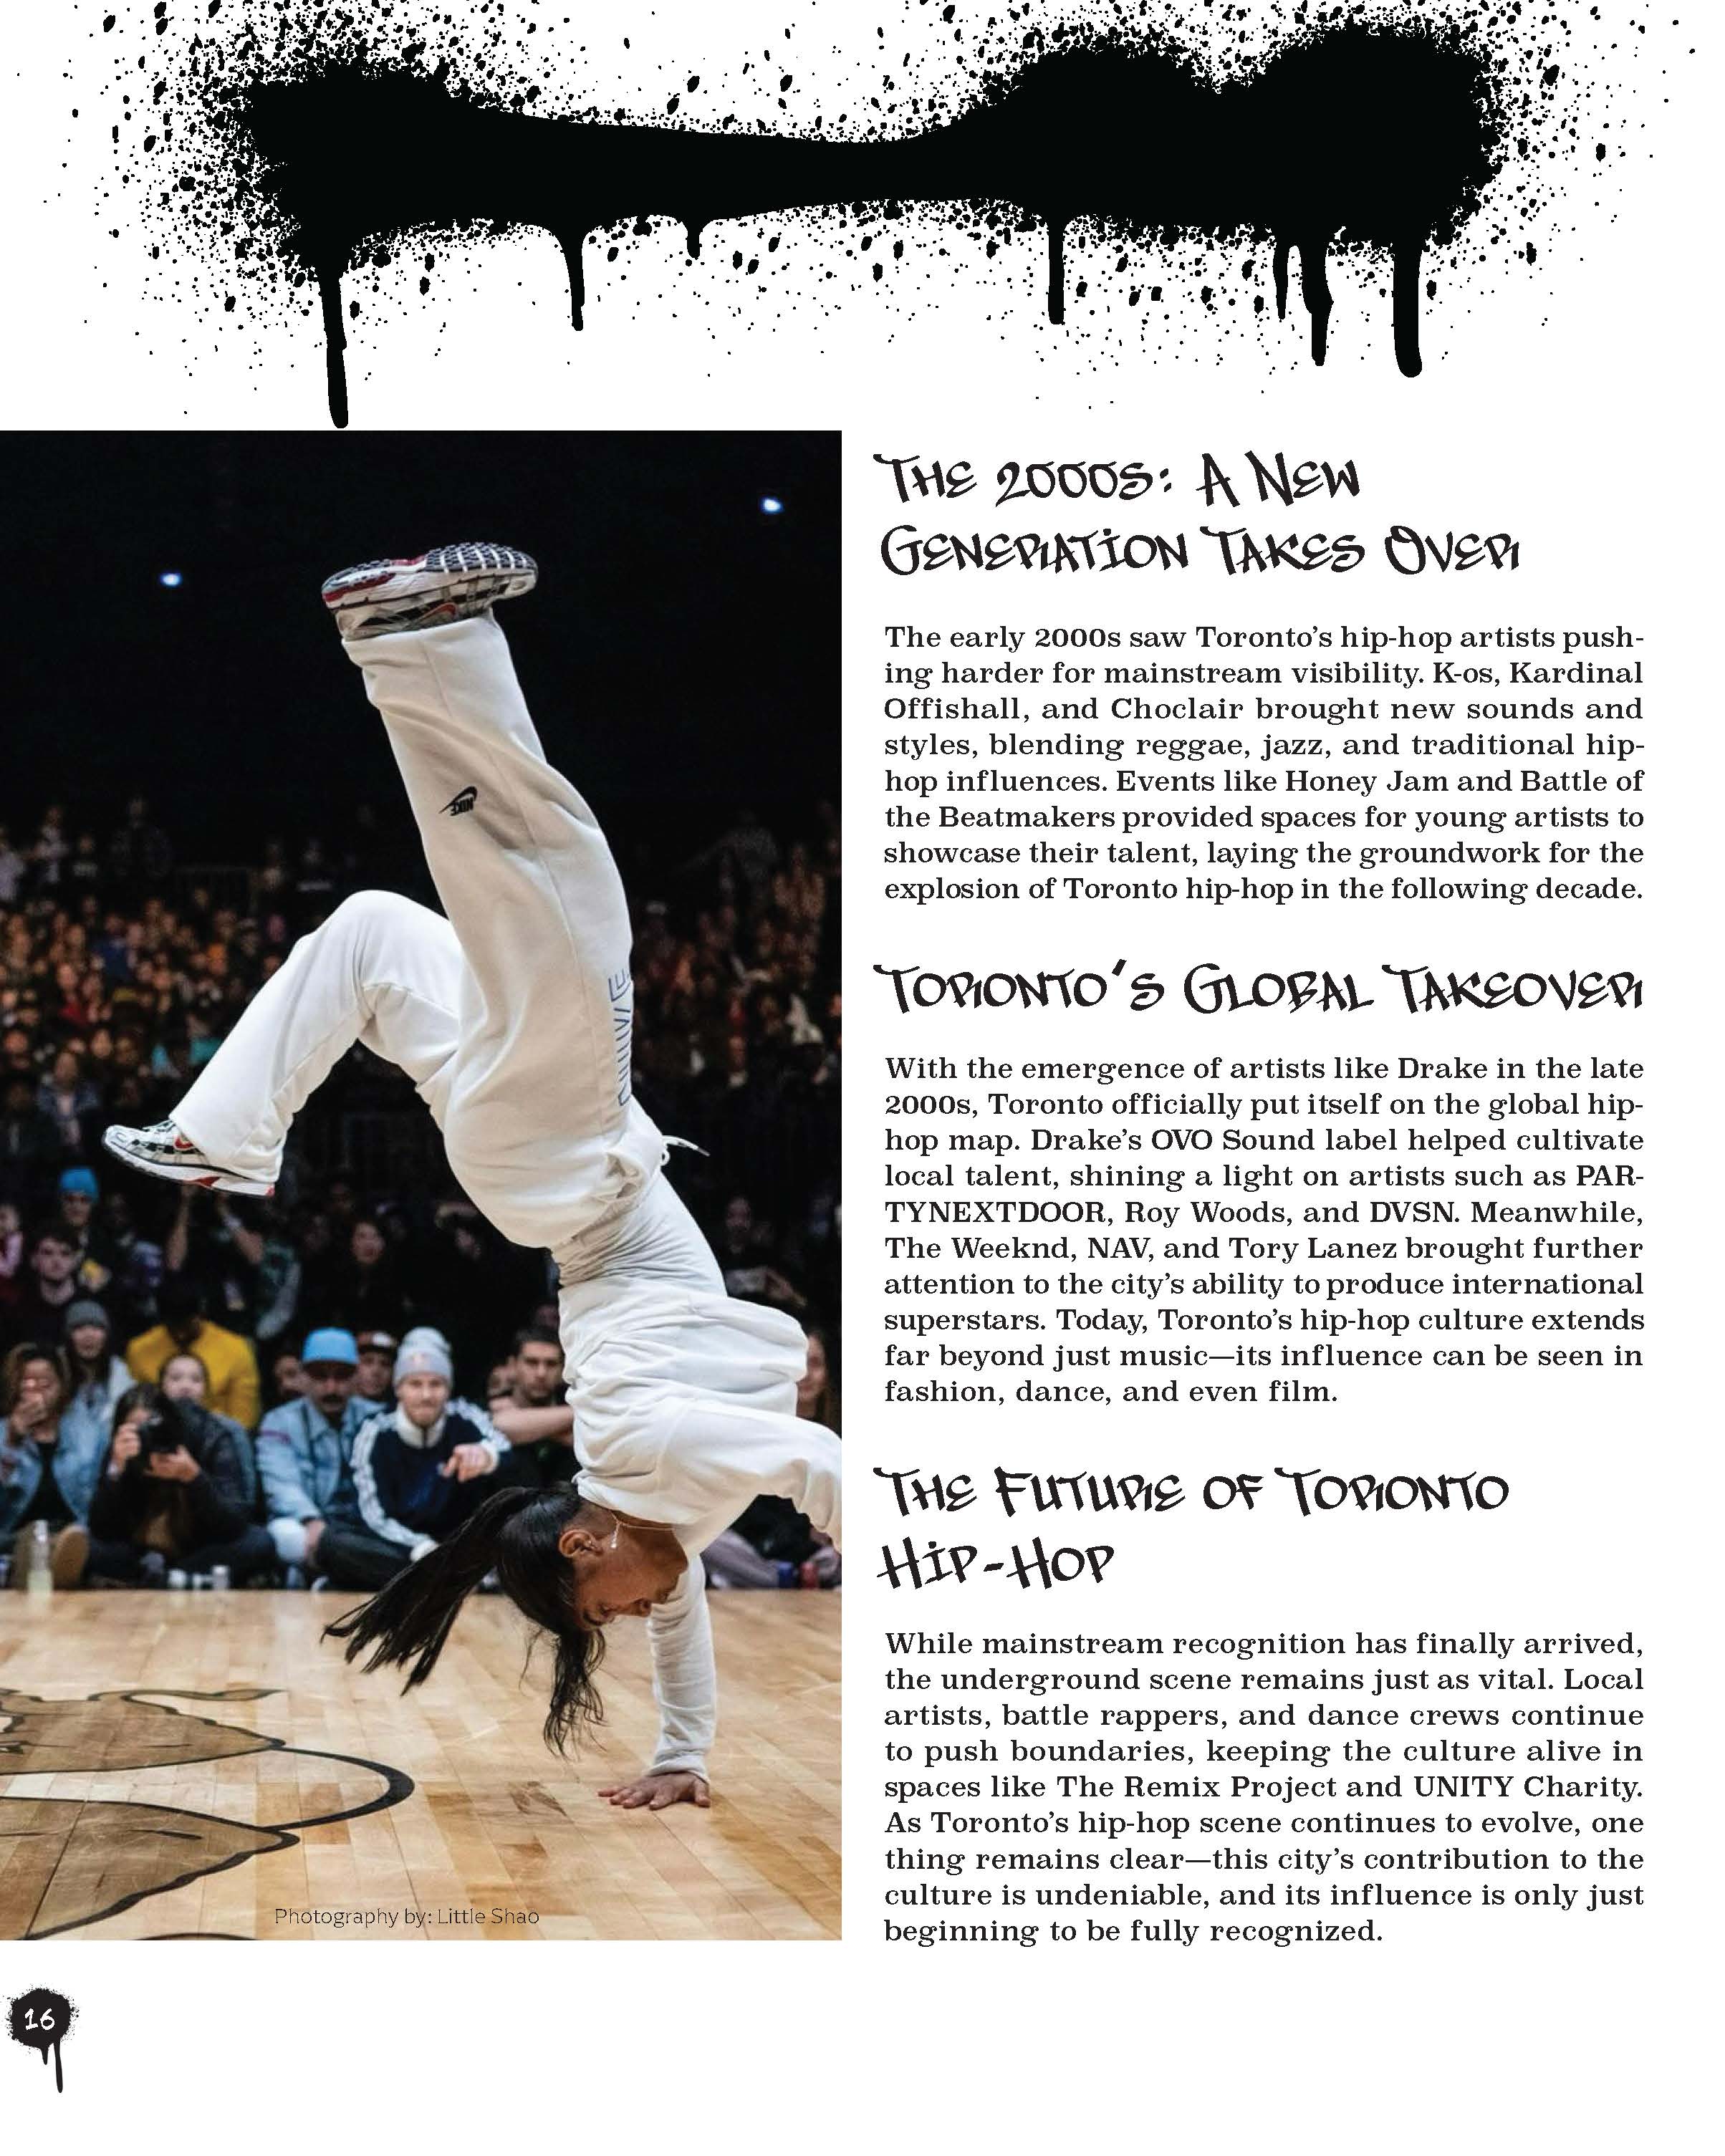 The 2000s: A New
Generation Takes Over
The early 2000s saw Toronto's hip-hop artists push-
ing harder for mainstream visibility. K-os, Kardinal
Offishall, and Choclair brought new sounds and
styles, blending reggae, jazz, and traditional hip-
hop influences. Events like Honey Jam and Battle of
the Beatmakers provided spaces for young artists to
showcase their talent, laying the groundwork for the
explosion of Toronto hip-hop in the following decade.
Toronto's Global Takeover
With the emergence of artists like Drake in the late
2000s, Toronto officially put itself on the global hip-
hop map. Drake's OVO Sound label helped cultivate
local talent, shining a light on artists such as PAR-
TYNEXTDOOR, Roy Woods, and DVSN. Meanwhile,
The Weeknd, NAV, and Tory Lanez brought further
attention to the city's ability to produce international
superstars. Today, Toronto's hip-hop culture extends
far beyond just music—its influence can be seen in
fashion, dance, and even film.
The Future of Toronto
Hip-Hop
While mainstream recognition has finally arrived,
the underground scene remains just as vital. Local
artists, battle rappers, and dance crews continue
to push boundaries, keeping the culture alive in
spaces like The Remix Project and UNITY Charity.
As Toronto's hip-hop scene continues to evolve, one
thing remains clear—this city's contribution to the
culture is undeniable, and its influence is only just
beginning to be fully recognized.
NIKE
Photography by: Little Shao
16